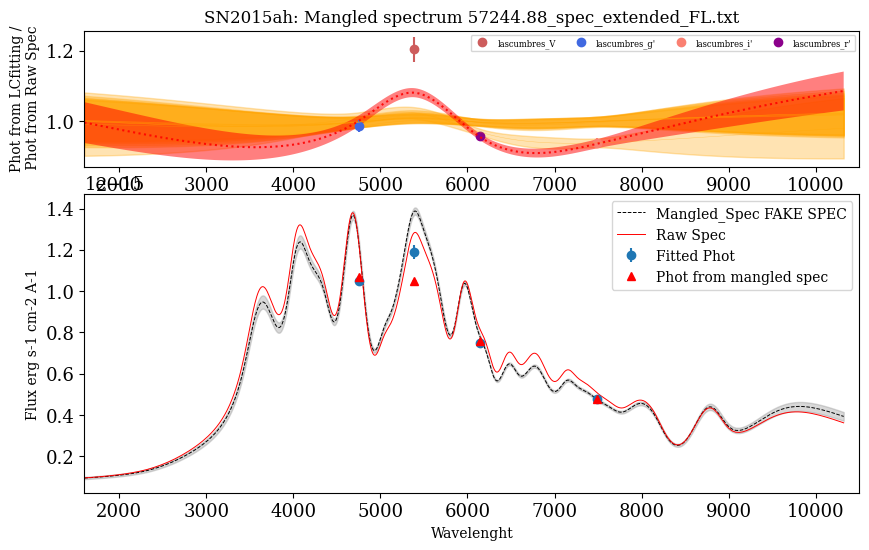 SN2015ah: Mangled spectrum 57244.88_spec_extended_FL.txt
Phot from LCfitting /
Phot from Raw Spec
1.2
1.0
lascumbres_V
lascumbres_g'
lascumbres_i'
lascumbres_r'
2000 3000 4000 5000 6000 7000 8000 9000 10000
1e−15
Flux erg s-1 cm-2 A-1
1.4
1.2
1.0
0.8
0.6
0.4
0.2
Mangled_Spec FAKE SPEC
Raw Spec
Fitted Phot
Phot from mangled spec
2000 3000 4000 5000 6000 7000 8000 9000 10000
Wavelenght